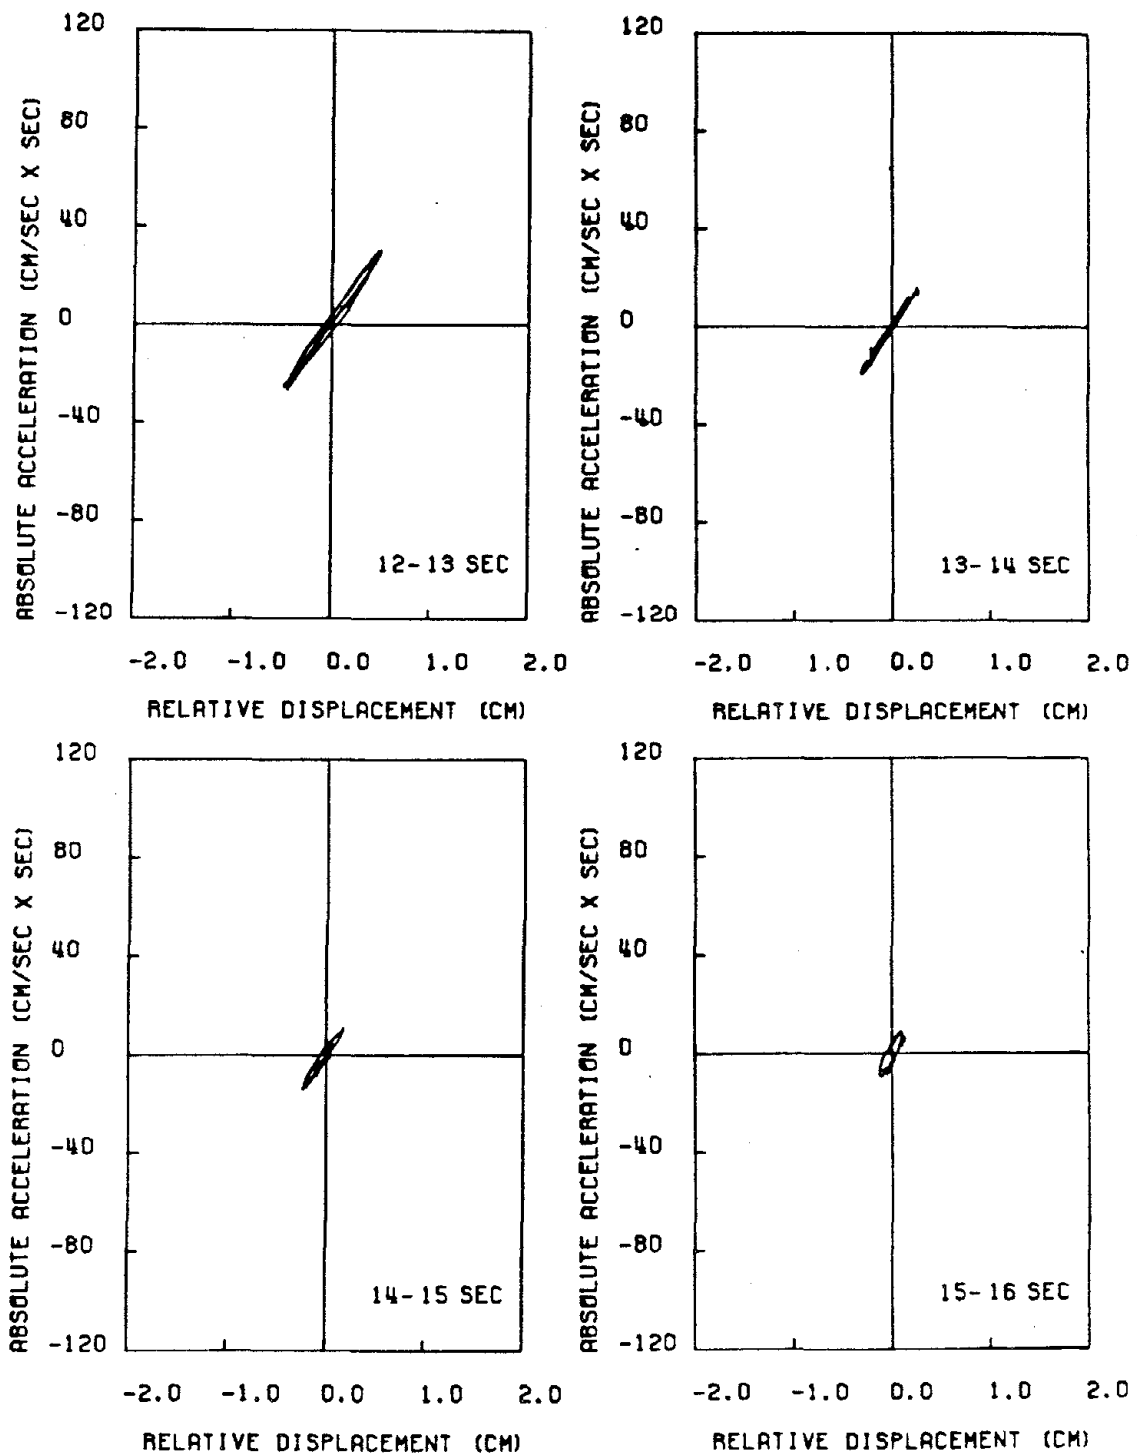 120
80
40
0
-40
-80
-120
ABSOLUTE ACCELERATION (CM/SEC X SEC)
12-13 SEC
-2.0 -1.0 0.0 1.0 2.0
RELATIVE DISPLACEMENT (CM)
120
80
40
0
-40
-80
-120
ABSOLUTE ACCELERATION (CM/SEC X SEC)
13-14 SEC
-2.0 1.0 0.0 1.0 2.0
RELATIVE DISPLACEMENT (CM)
120
80
40
0
-40
-80
-120
ABSOLUTE ACCELERATION (CM/SEC X SEC)
14-15 SEC
-2.0 -1.0 0.0 1.0 2.0
RELATIVE DISPLACEMENT (CM)
120
80
40
0
-40
-80
-120
ABSOLUTE ACCELERATION (CM/SEC X SEC)
15-16 SEC
-2.0 -1.0 0.0 1.0 2.0
RELATIVE DISPLACEMENT (CM)